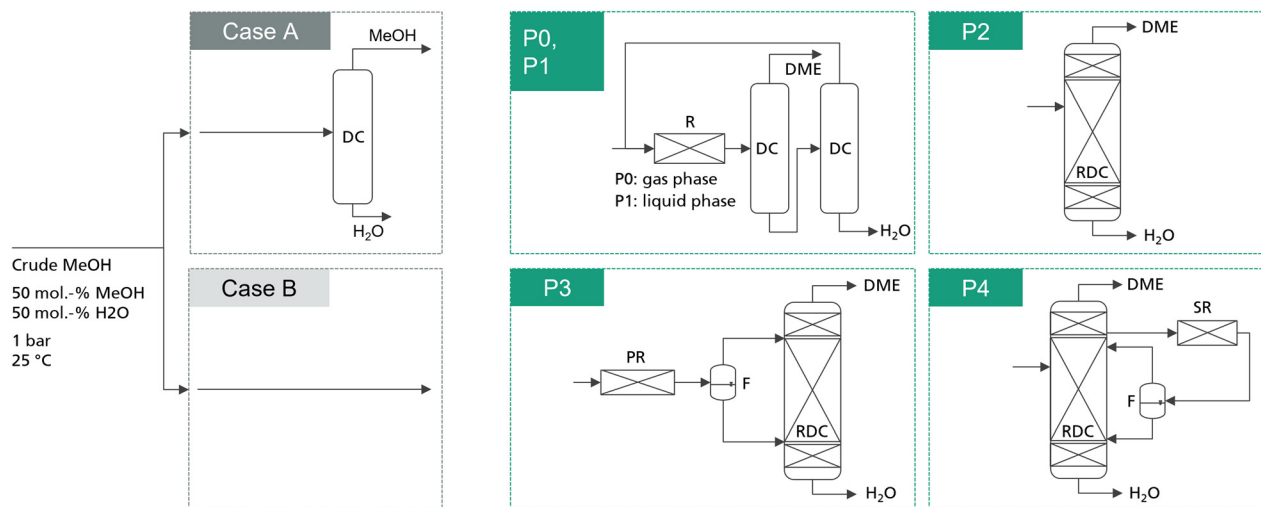 Case A
MeOH
DC
H₂O
Crude MeOH
50 mol.-% MeOH
50 mol.-% H2O
1 bar
25 °C
Case B
P0,
P1
DME
R
DC
DC
P0: gas phase
P1: liquid phase
H₂O
P2
DME
RDC
H₂O
P3
DME
PR
F
RDC
H₂O
P4
DME
SR
F
RDC
H₂O